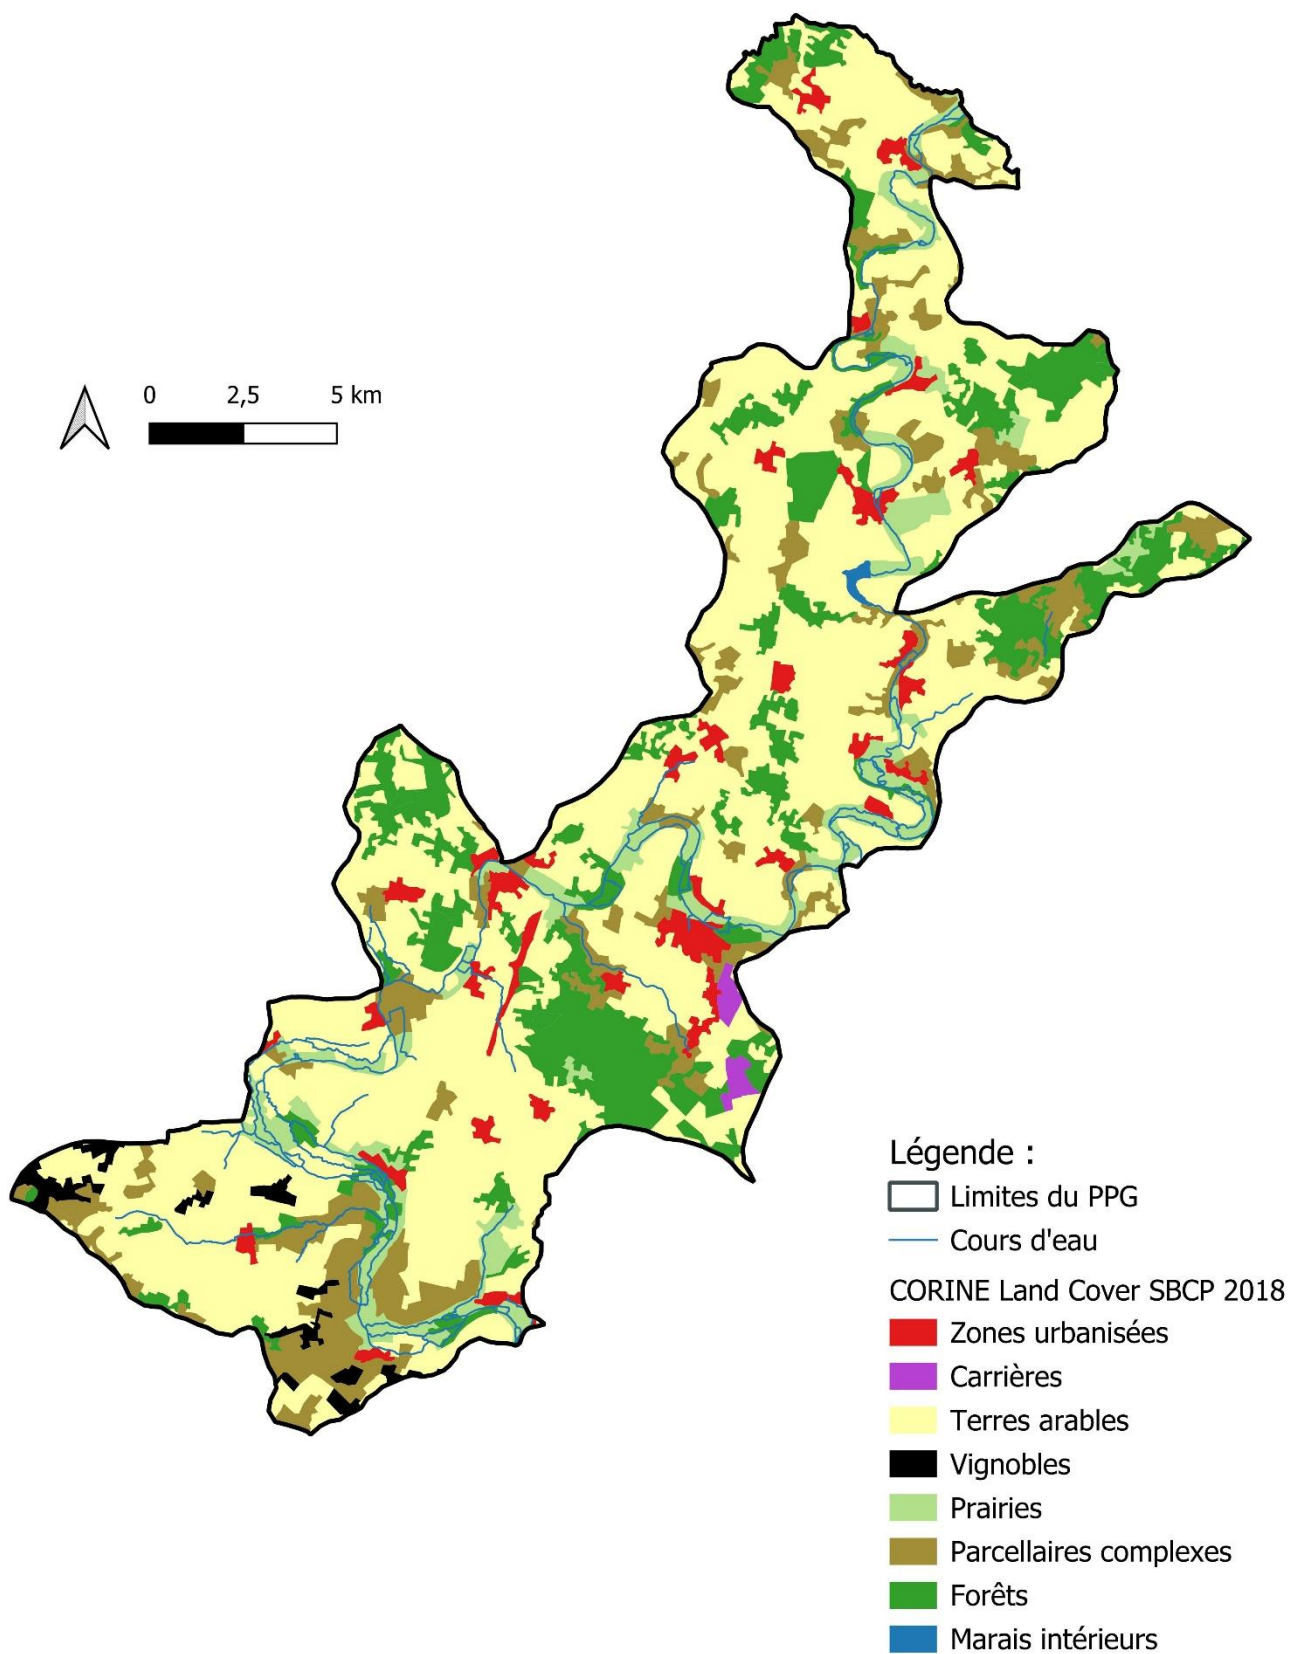 0 2,5 5 km
Légende :
Limites du PPG
Cours d'eau
CORINE Land Cover SBCP 2018
Zones urbanisées
Carrières
Terres arables
Vignobles
Prairies
Parcellaires complexes
Forêts
Marais intérieurs